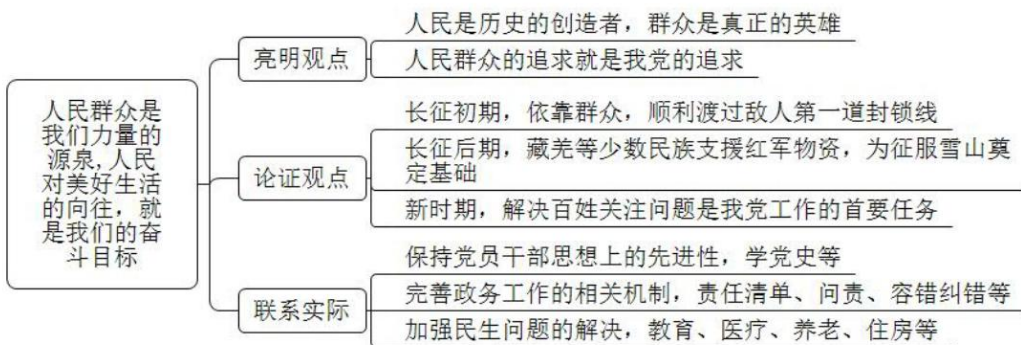 人民群众是
我们力量的
源泉,人民
对美好生活
的向往，就
是我们的奋
斗目标
亮明观点
人民是历史的创造者，群众是真正的英雄
人民群众的追求就是我党的追求
论证观点
长征初期，依靠群众，顺利渡过敌人第一道封锁线
长征后期，藏羌等少数民族支援红军物资，为征服雪山奠
定基础
新时期，解决百姓关注问题是我党工作的首要任务
联系实际
保持党员干部思想上的先进性，学党史等
完善政务工作的相关机制，责任清单、问责、容错纠错等
加强民生问题的解决，教育、医疗、养老、住房等